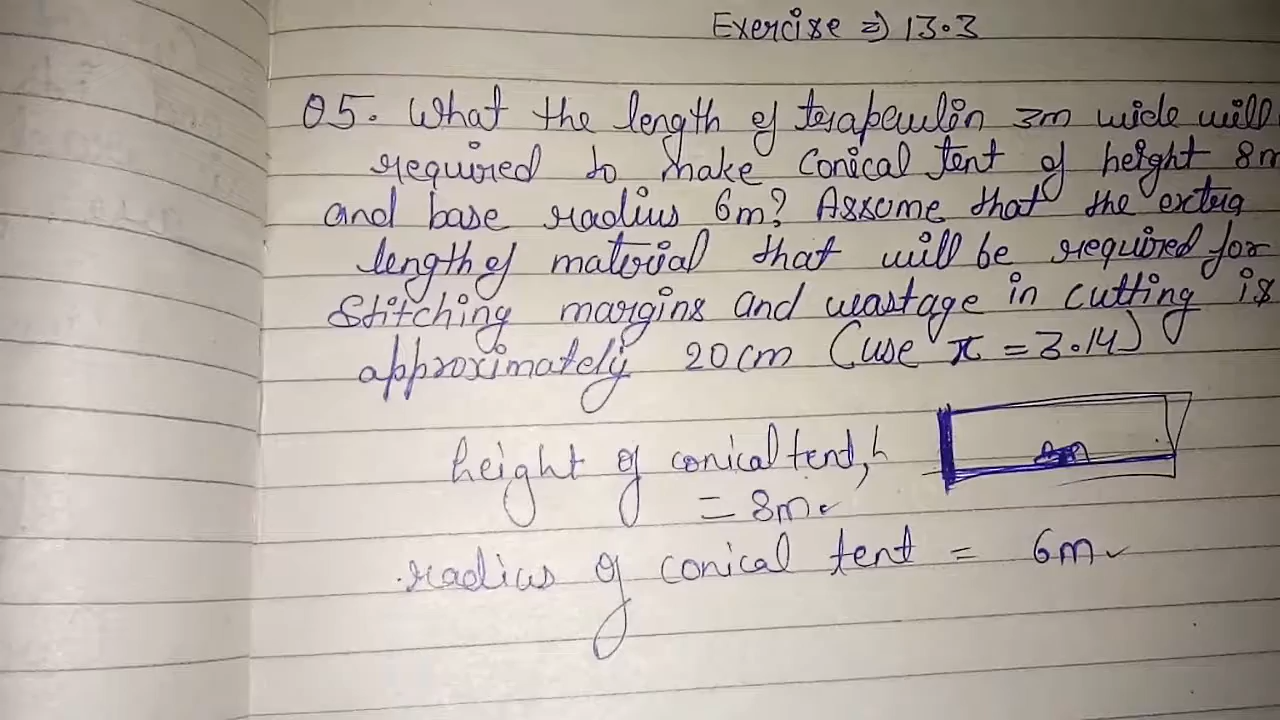 Exercise => 13.3
Q5. What the length of terapaulin 3m wide will
required to make conical tent of height 8m
and base radius 6m? Assume that the extra
length of material that will be required for
Stitching margins and wastage in cutting is
approximately 20cm (use π = 3.14)
height of conical tend, h
= 8m
radius of conical tent = 6m